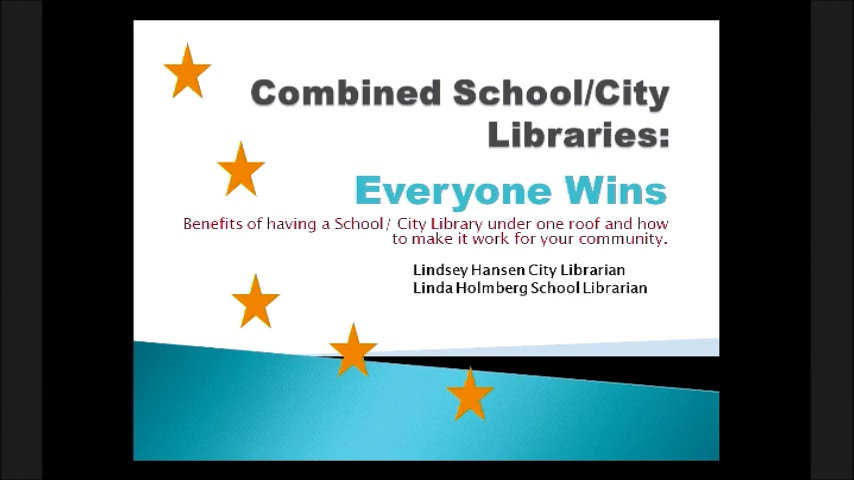 Combined School/City
Libraries:
Everyone Wins
Benefits of having a School/ City Library under one roof and how
to make it work for your community.
Lindsey Hansen City Librarian
Linda Holmberg School Librarian